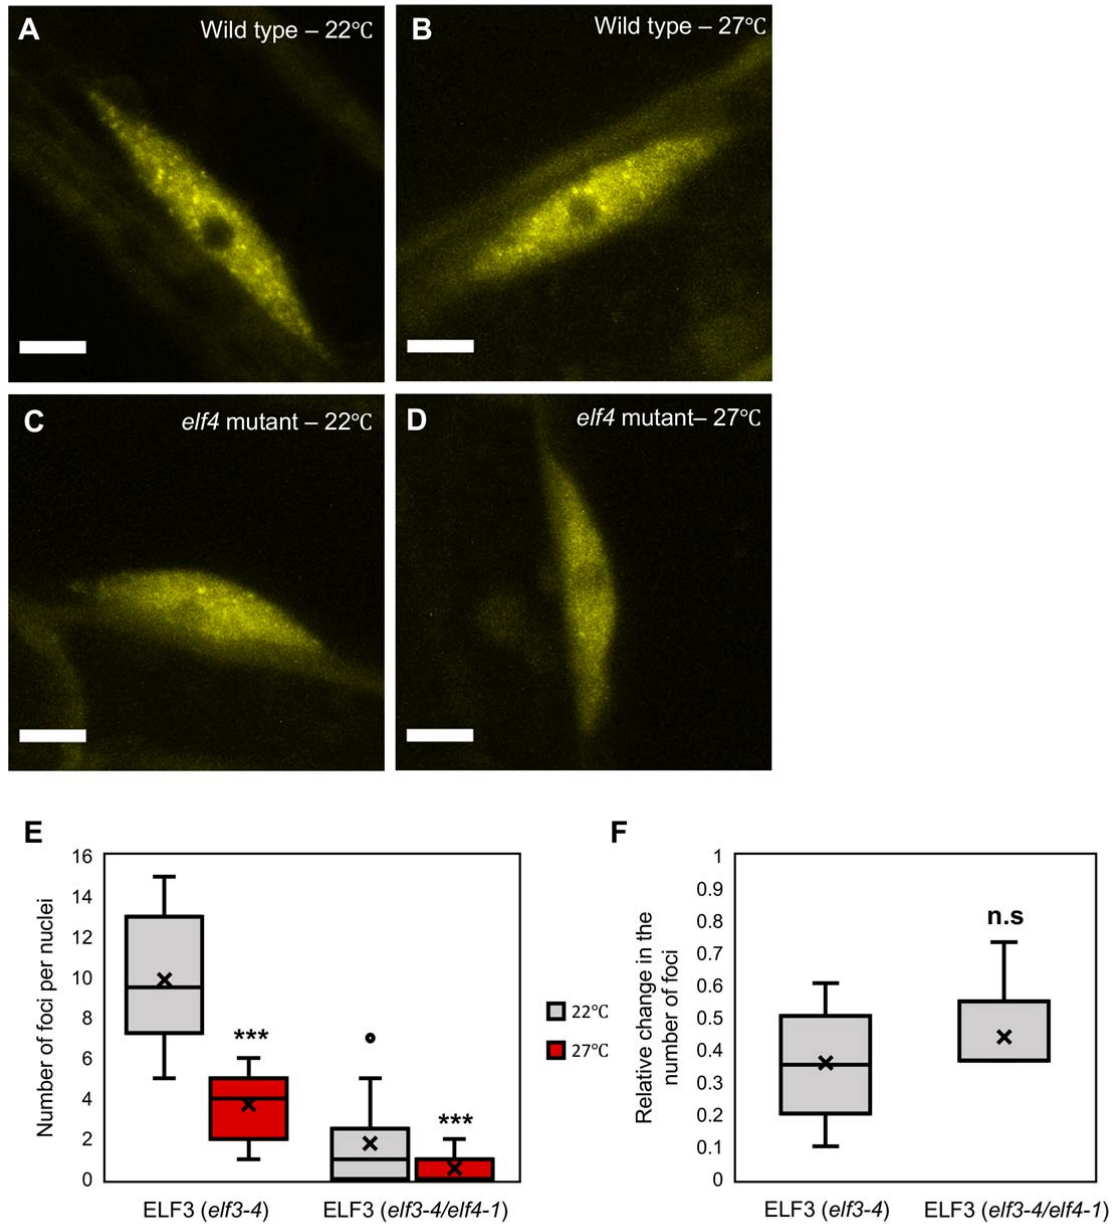 A
Wild type – 22℃
B
Wild type – 27℃
C
elf4 mutant – 22℃
D
elf4 mutant– 27℃
E
Number of foci per nuclei
16
14
12
10
8
6
4
2
0
***
***
ELF3 (elf3-4)
ELF3 (elf3-4/elf4-1)
22℃
27℃
F
Relative change in the
number of foci
1
0.9
0.8
0.7
0.6
0.5
0.4
0.3
0.2
0.1
0
n.s
ELF3 (elf3-4)
ELF3 (elf3-4/elf4-1)